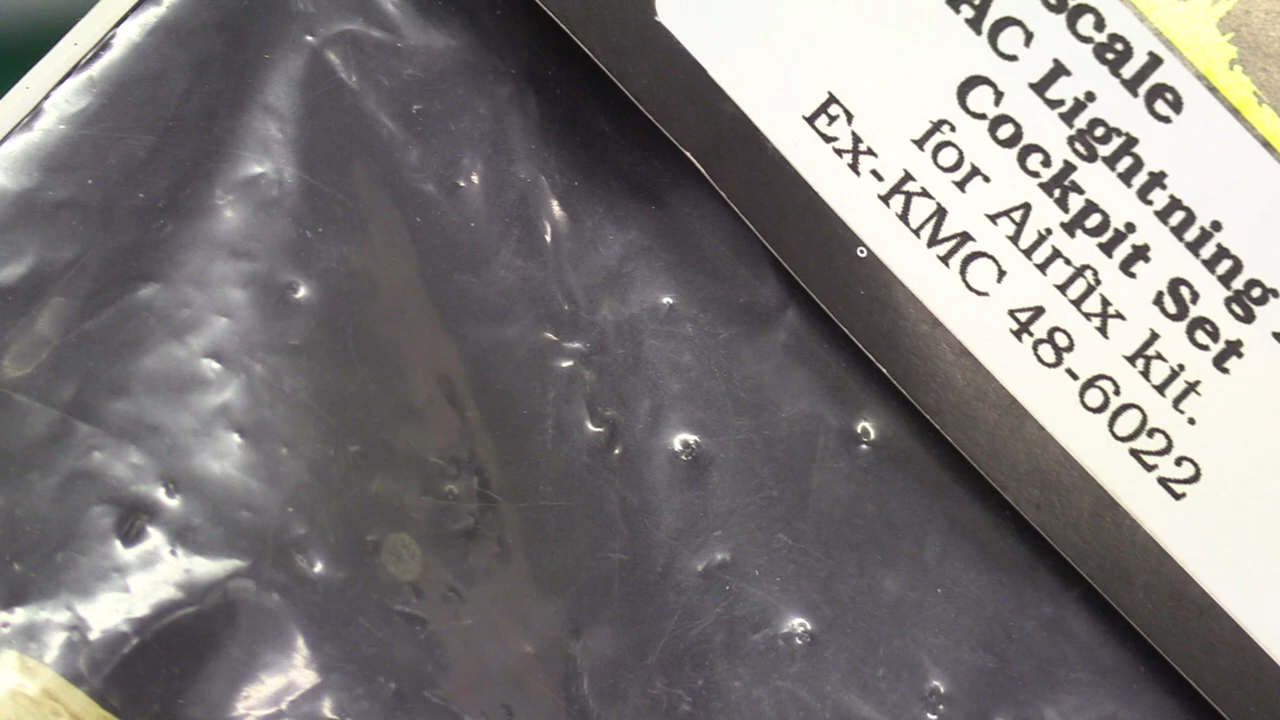 scale
AC Lightning
Cockpit Set
for Airfix kit.
Ex-KMC 48-6022